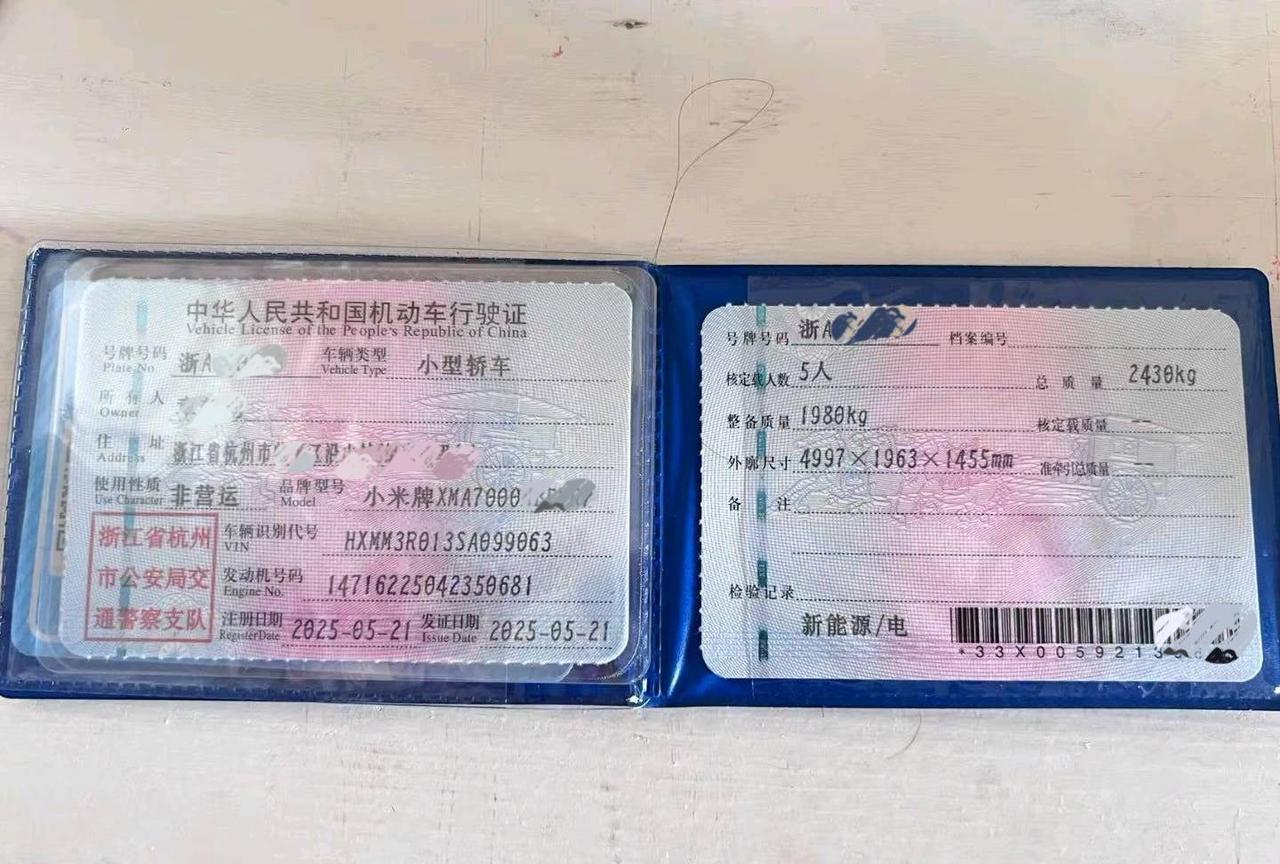 中华人民共和国机动车行驶证
Vehicle License of the People's Republic of China
号牌号码 浙A 车辆类型 小型轿车
Plate No. Vehicle Type
所有人
Owner
住址 浙江省杭州市 区沿
Address
使用性质 非营运 品牌型号 小米牌XMA7000
Use Character Model
浙江省杭州
市公安局交
通警察支队
车辆识别代号 HXMM3R013SA099063
VIN
发动机号码 14716225042350681
Engine No.
注册日期 2025-05-21 发证日期 2025-05-21
Register Date Issue Date
号牌号码 浙A 档案编号
核定载人数 5人 总质量 2430kg
整备质量 1980kg 核定载质量 --
外廓尺寸 4997×1963×1455mm 准牵引总质量 --
备注
检验记录
新能源/电
*33X0059213